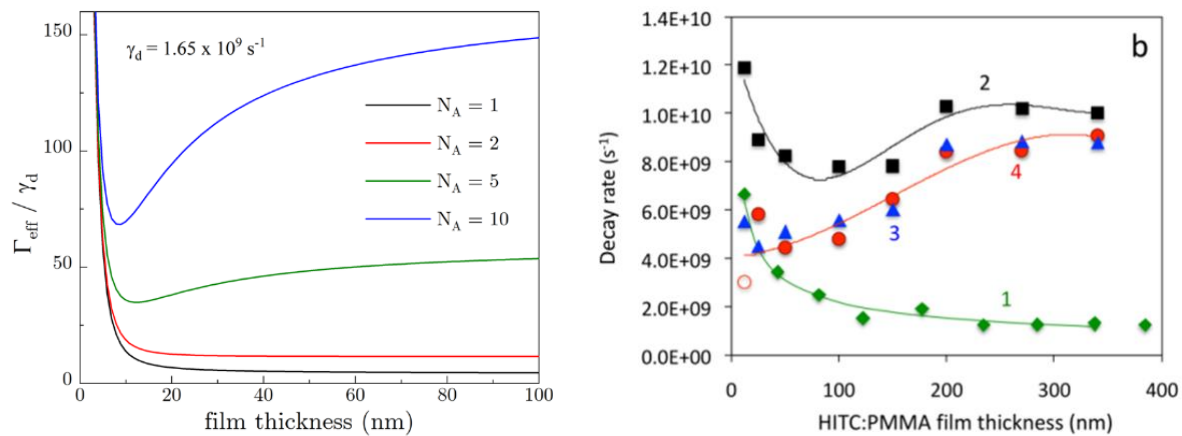 150
100
50
0
Γeff / γd
γd = 1.65 x 10⁹ s⁻¹
NA = 1
NA = 2
NA = 5
NA = 10
0 20 40 60 80 100
film thickness (nm)
b
1.4E+10
1.2E+10
1.0E+10
8.0E+09
6.0E+09
4.0E+09
2.0E+09
0.0E+00
Decay rate (s⁻¹)
2
4
3
1
0 100 200 300 400
HITC:PMMA film thickness (nm)